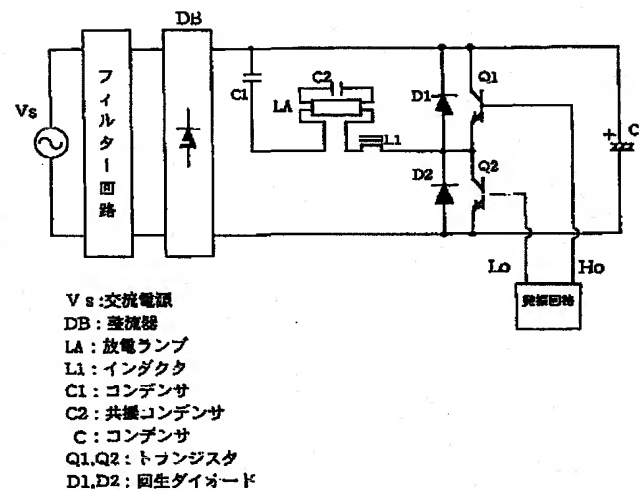 DB
Vs
フィルター回路
C1
C2
LA
L1
D1
Q1
D2
Q2
C
+
Lo
Ho
発振回路
Vs:交流電源
DB:整流器
LA:放電ランプ
L1:インダクタ
C1:コンデンサ
C2:共振コンデンサ
C:コンデンサ
Q1,Q2:トランジスタ
D1,D2:回生ダイオード